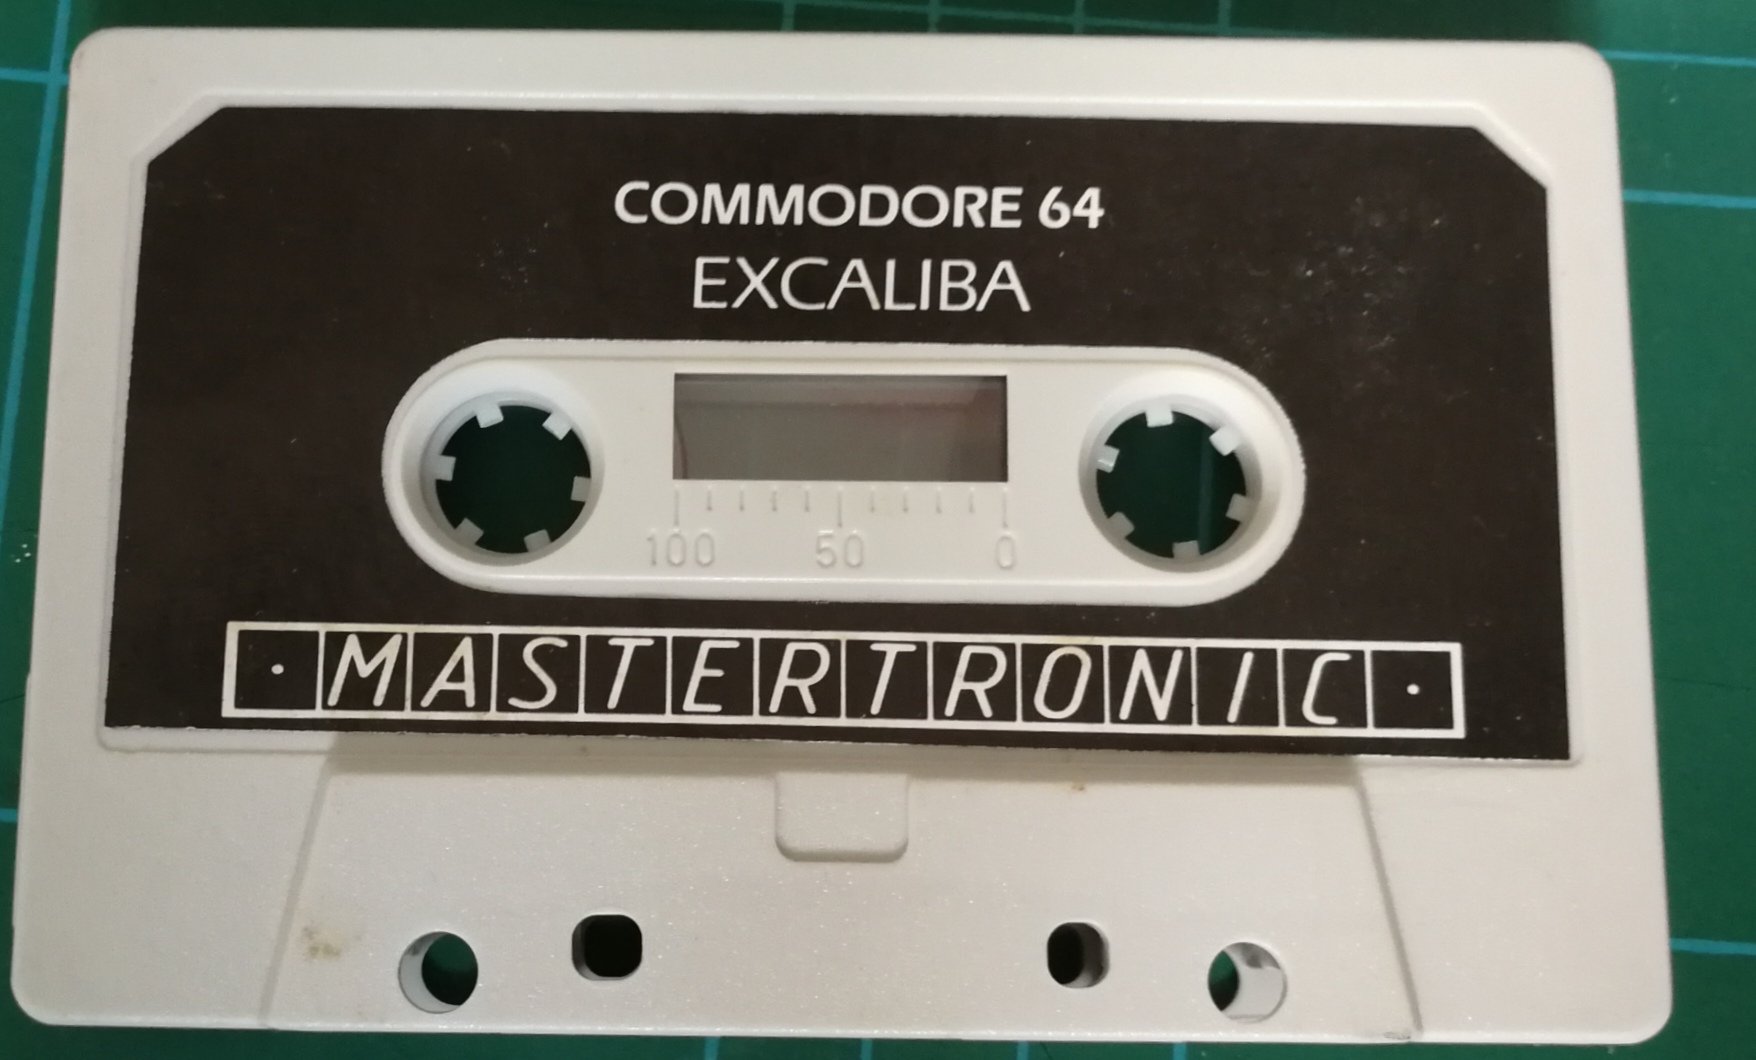 COMMODORE 64
EXCALIBA
100 50 0
· MASTERTRONIC ·